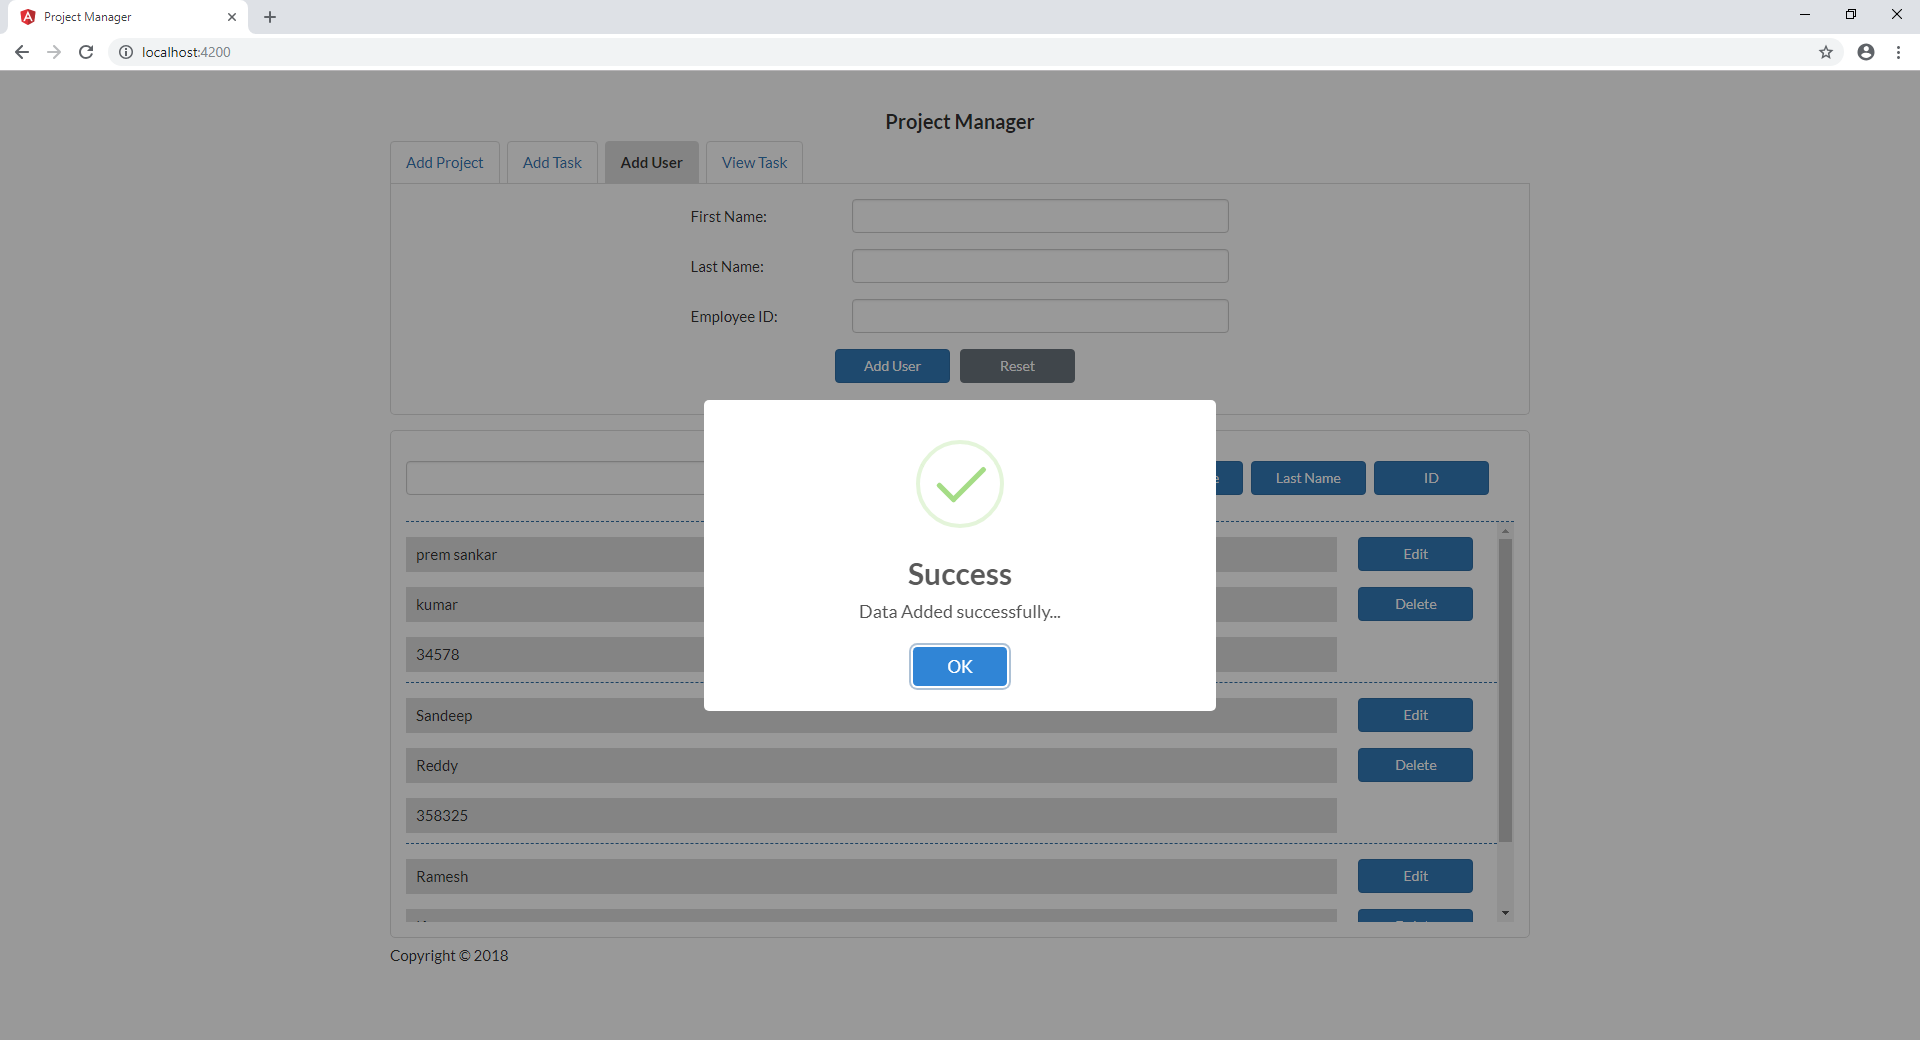 Project Manager
localhost:4200
Project Manager
Add Project
Add Task
Add User
View Task
First Name:
Last Name:
Employee ID:
Add User
Reset
Last Name
ID
Success
Data Added successfully...
OK
prem sankar
Edit
kumar
Delete
34578
Sandeep
Edit
Reddy
Delete
358325
Ramesh
Edit
Copyright © 2018